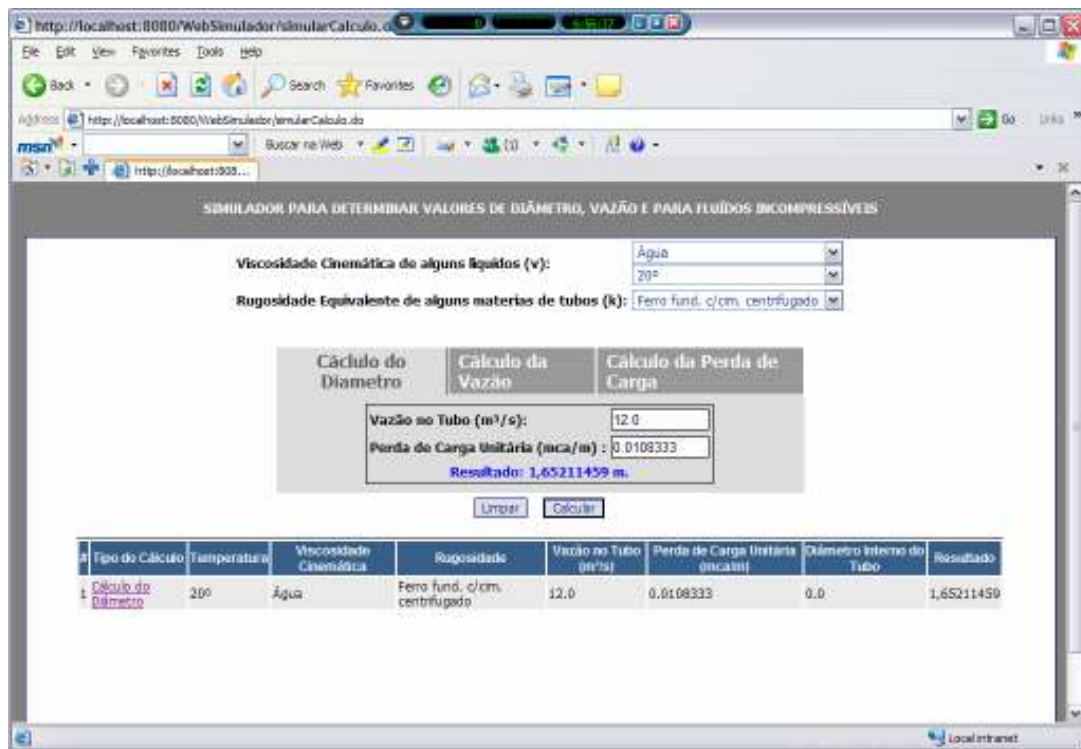 http://localhost:8080/WebSimulador/simularCalculo.d
File Edit View Favorites Tools Help
Back Search Favorites
Address http://localhost:8080/WebSimulador/simularCalculo.do Go Links
msn Buscar na Web
http://localhost:808...
SIMULADOR PARA DETERMINAR VALORES DE DIÂMETRO, VAZÃO E PARA FLUÍDOS INCOMPRESSÍVEIS
Viscosidade Cinemática de alguns liquidos (v): Água
20º
Rugosidade Equivalente de alguns materias de tubos (k): Ferro fund. c/cim. centrifugado
Cáclulo do Diametro
Cálculo da Vazão
Cálculo da Perda de Carga
Vazão no Tubo (m³/s): 12.0
Perda de Carga Unitária (mca/m) : 0.0108333
Resultado: 1,65211459 m.
Limpar Calcular
# Tipo do Cálculo Temperatura Viscosidade Cinemática Rugosidade Vazão no Tubo (m³/s) Perda de Carga Unitária (mca/m) Diâmetro Interno do Tubo Resultado
1 Cálculo do Diâmetro 20º Água Ferro fund. c/cim. centrifugado 12.0 0.0108333 0.0 1,65211459
Local intranet